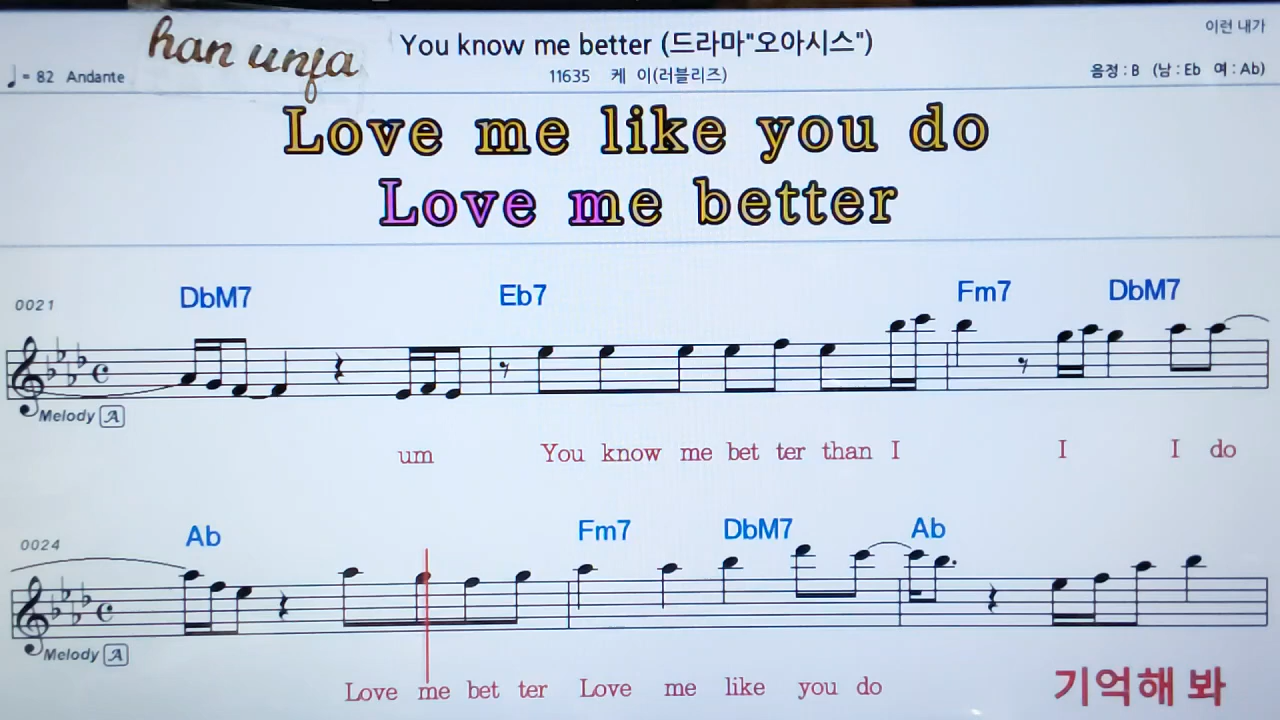 han unja
이런 내가
You know me better (드라마"오아시스")
♩= 82 Andante
11635 케 이(러블리즈)
음정 : B (남 : Eb 여 : Ab)
Love me like you do
Love me better
0021
DbM7 Eb7 Fm7 DbM7
Melody A
um You know me bet ter than I I I do
0024
Ab Fm7 DbM7 Ab
Melody A
Love me bet ter Love me like you do 기억해 봐